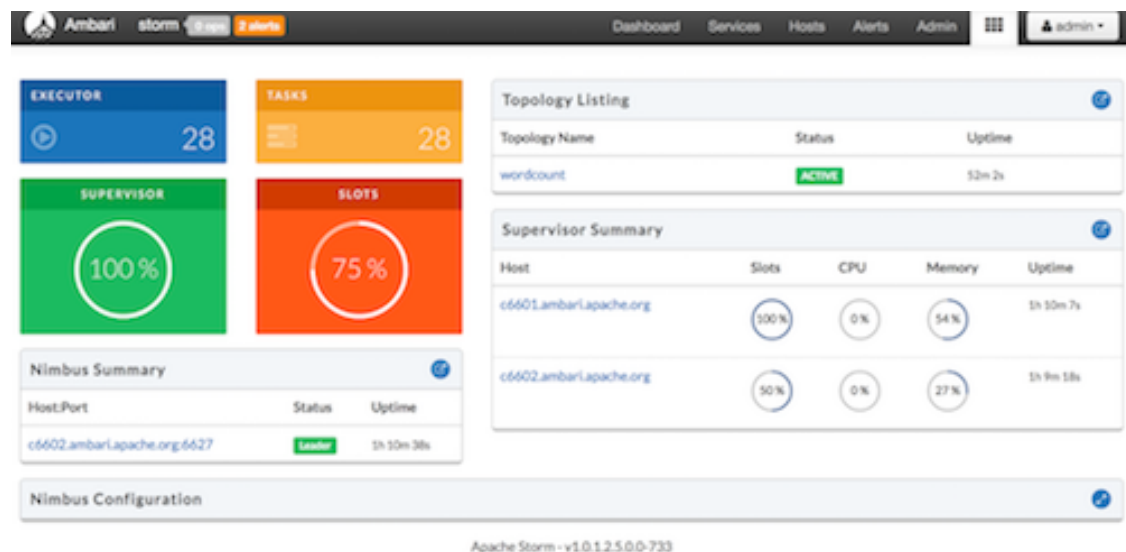 Ambari storm 0 ops 2 alerts Dashboard Services Hosts Alerts Admin admin
EXECUTOR
28
TASKS
28
SUPERVISOR
100 %
SLOTS
75 %
Nimbus Summary
Host:Port Status Uptime
c6602.ambari.apache.org:6627 Leader 1h 10m 38s
Topology Listing
Topology Name Status Uptime
wordcount ACTIVE 52m 2s
Supervisor Summary
Host Slots CPU Memory Uptime
c6601.ambari.apache.org 100 % 0 % 54 % 1h 10m 7s
c6602.ambari.apache.org 50 % 0 % 27 % 1h 9m 18s
Nimbus Configuration
Apache Storm - v1.0.1.2.5.0.0-733